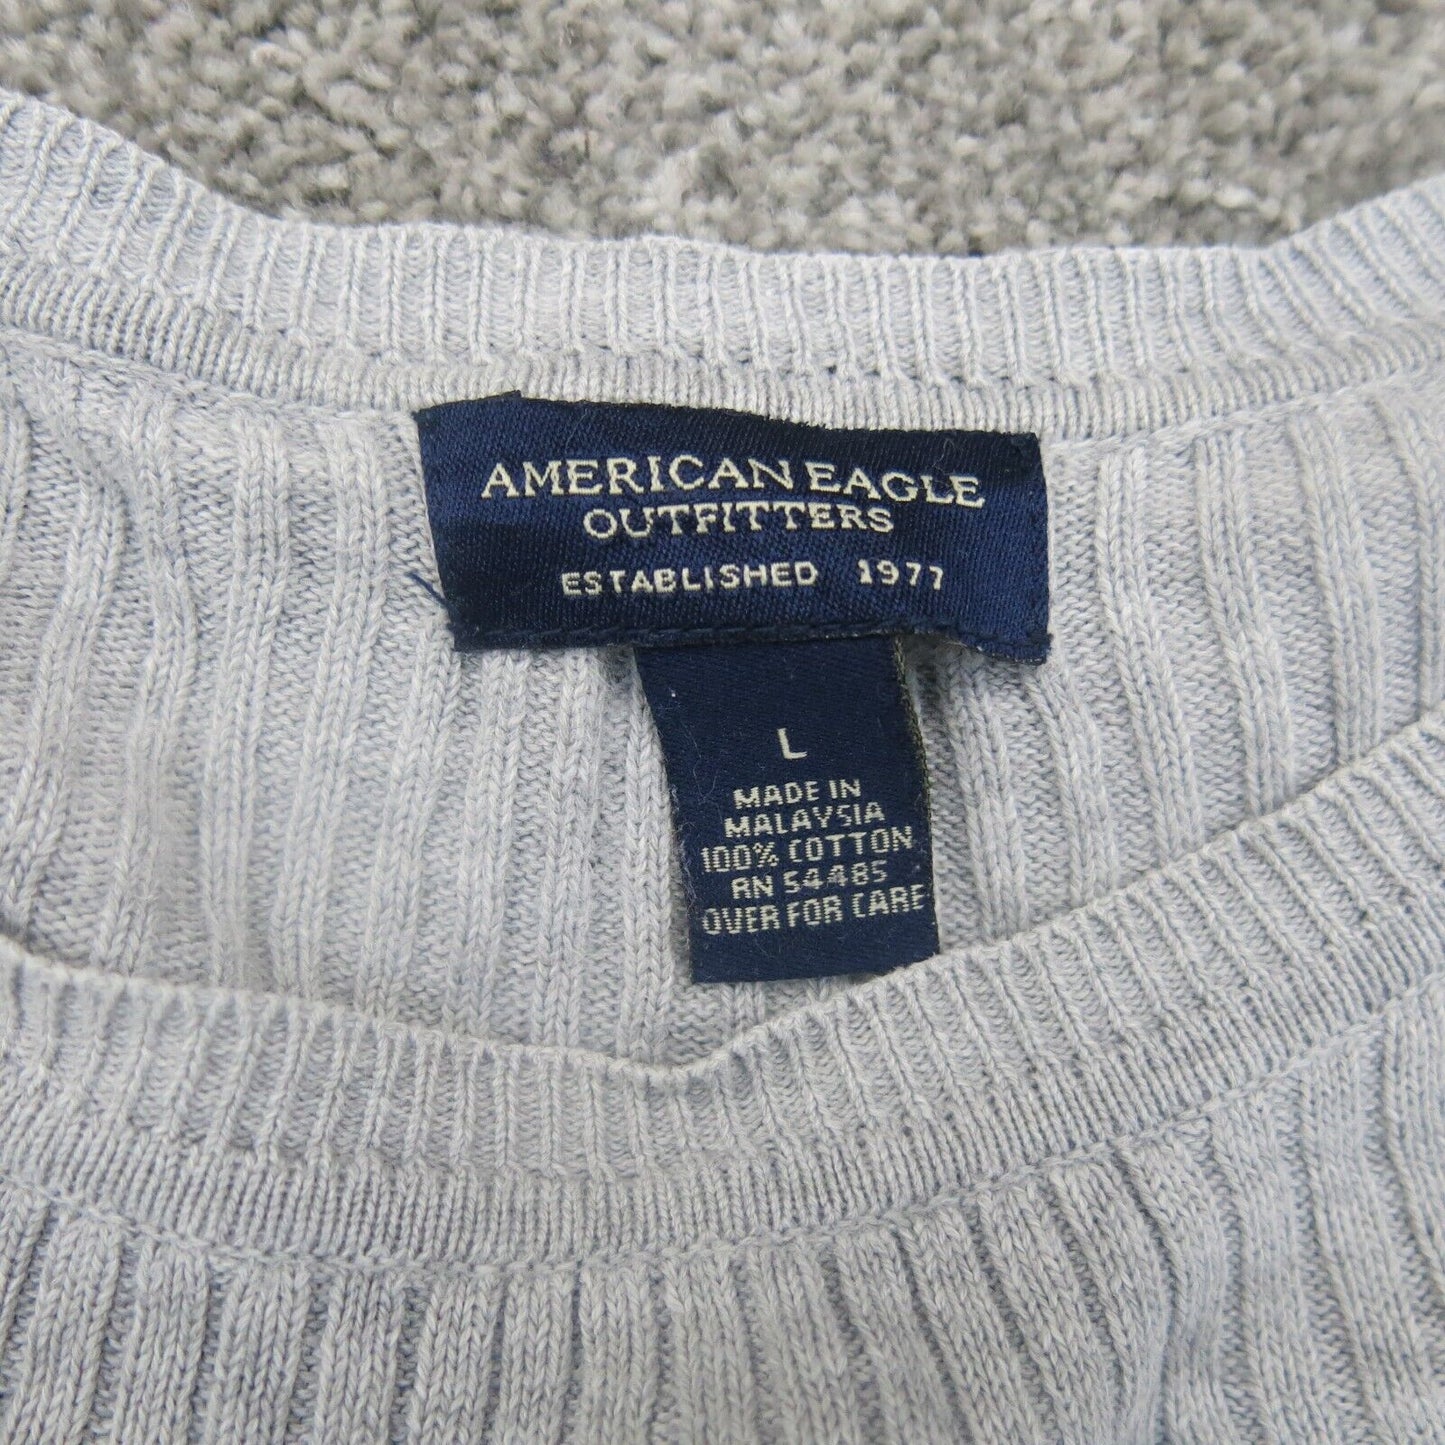 AMERICAN EAGLE
OUTFITTERS
ESTABLISHED 1977
L
MADE IN
MALAYSIA
100% COTTON
RN 54485
OVER FOR CARE